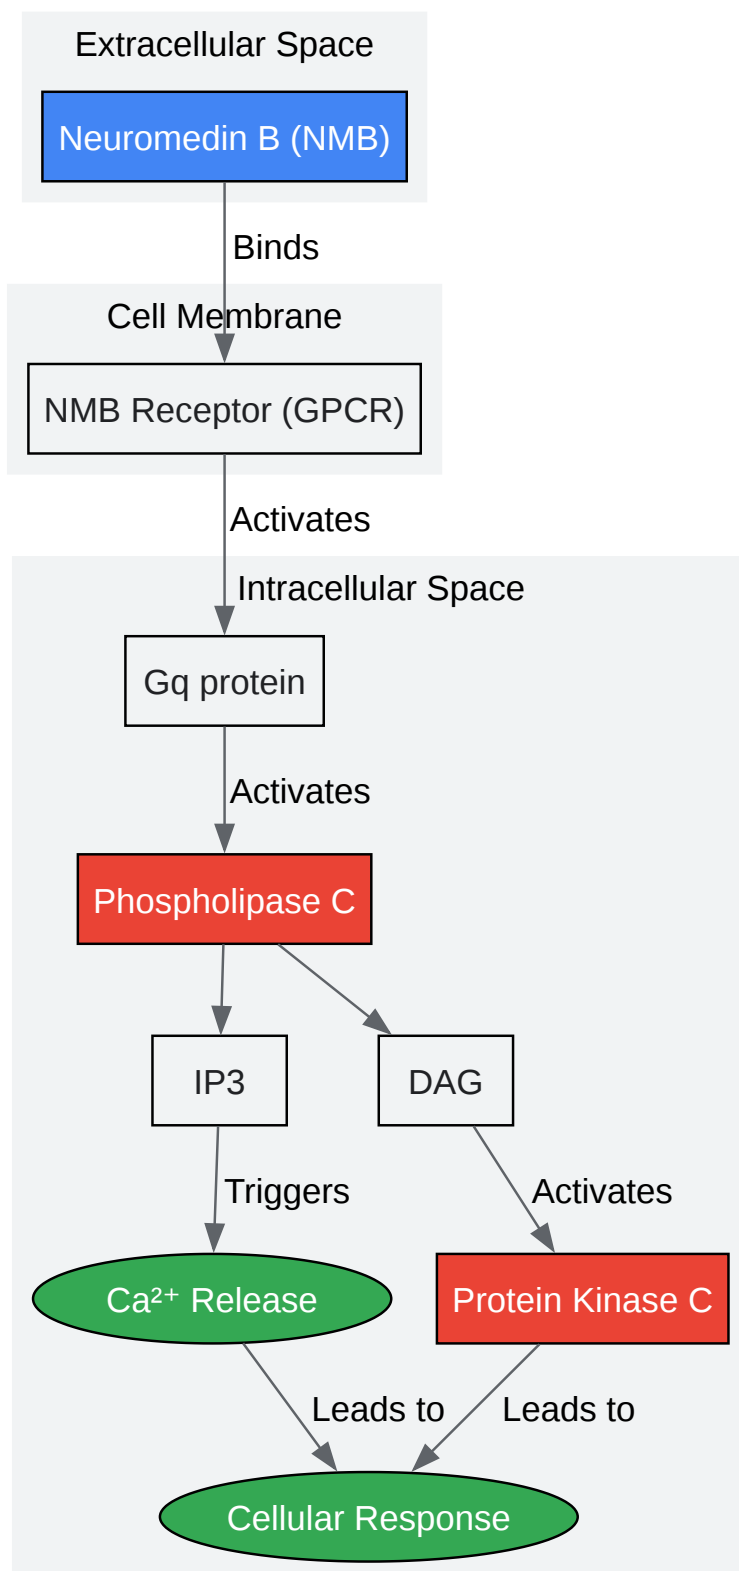 Extracellular Space
Neuromedin B (NMB)
Binds
Cell Membrane
NMB Receptor (GPCR)
Activates
Intracellular Space
Gq protein
Activates
Phospholipase C
IP3
DAG
Triggers
Activates
Ca²⁺ Release
Protein Kinase C
Leads to
Leads to
Cellular Response